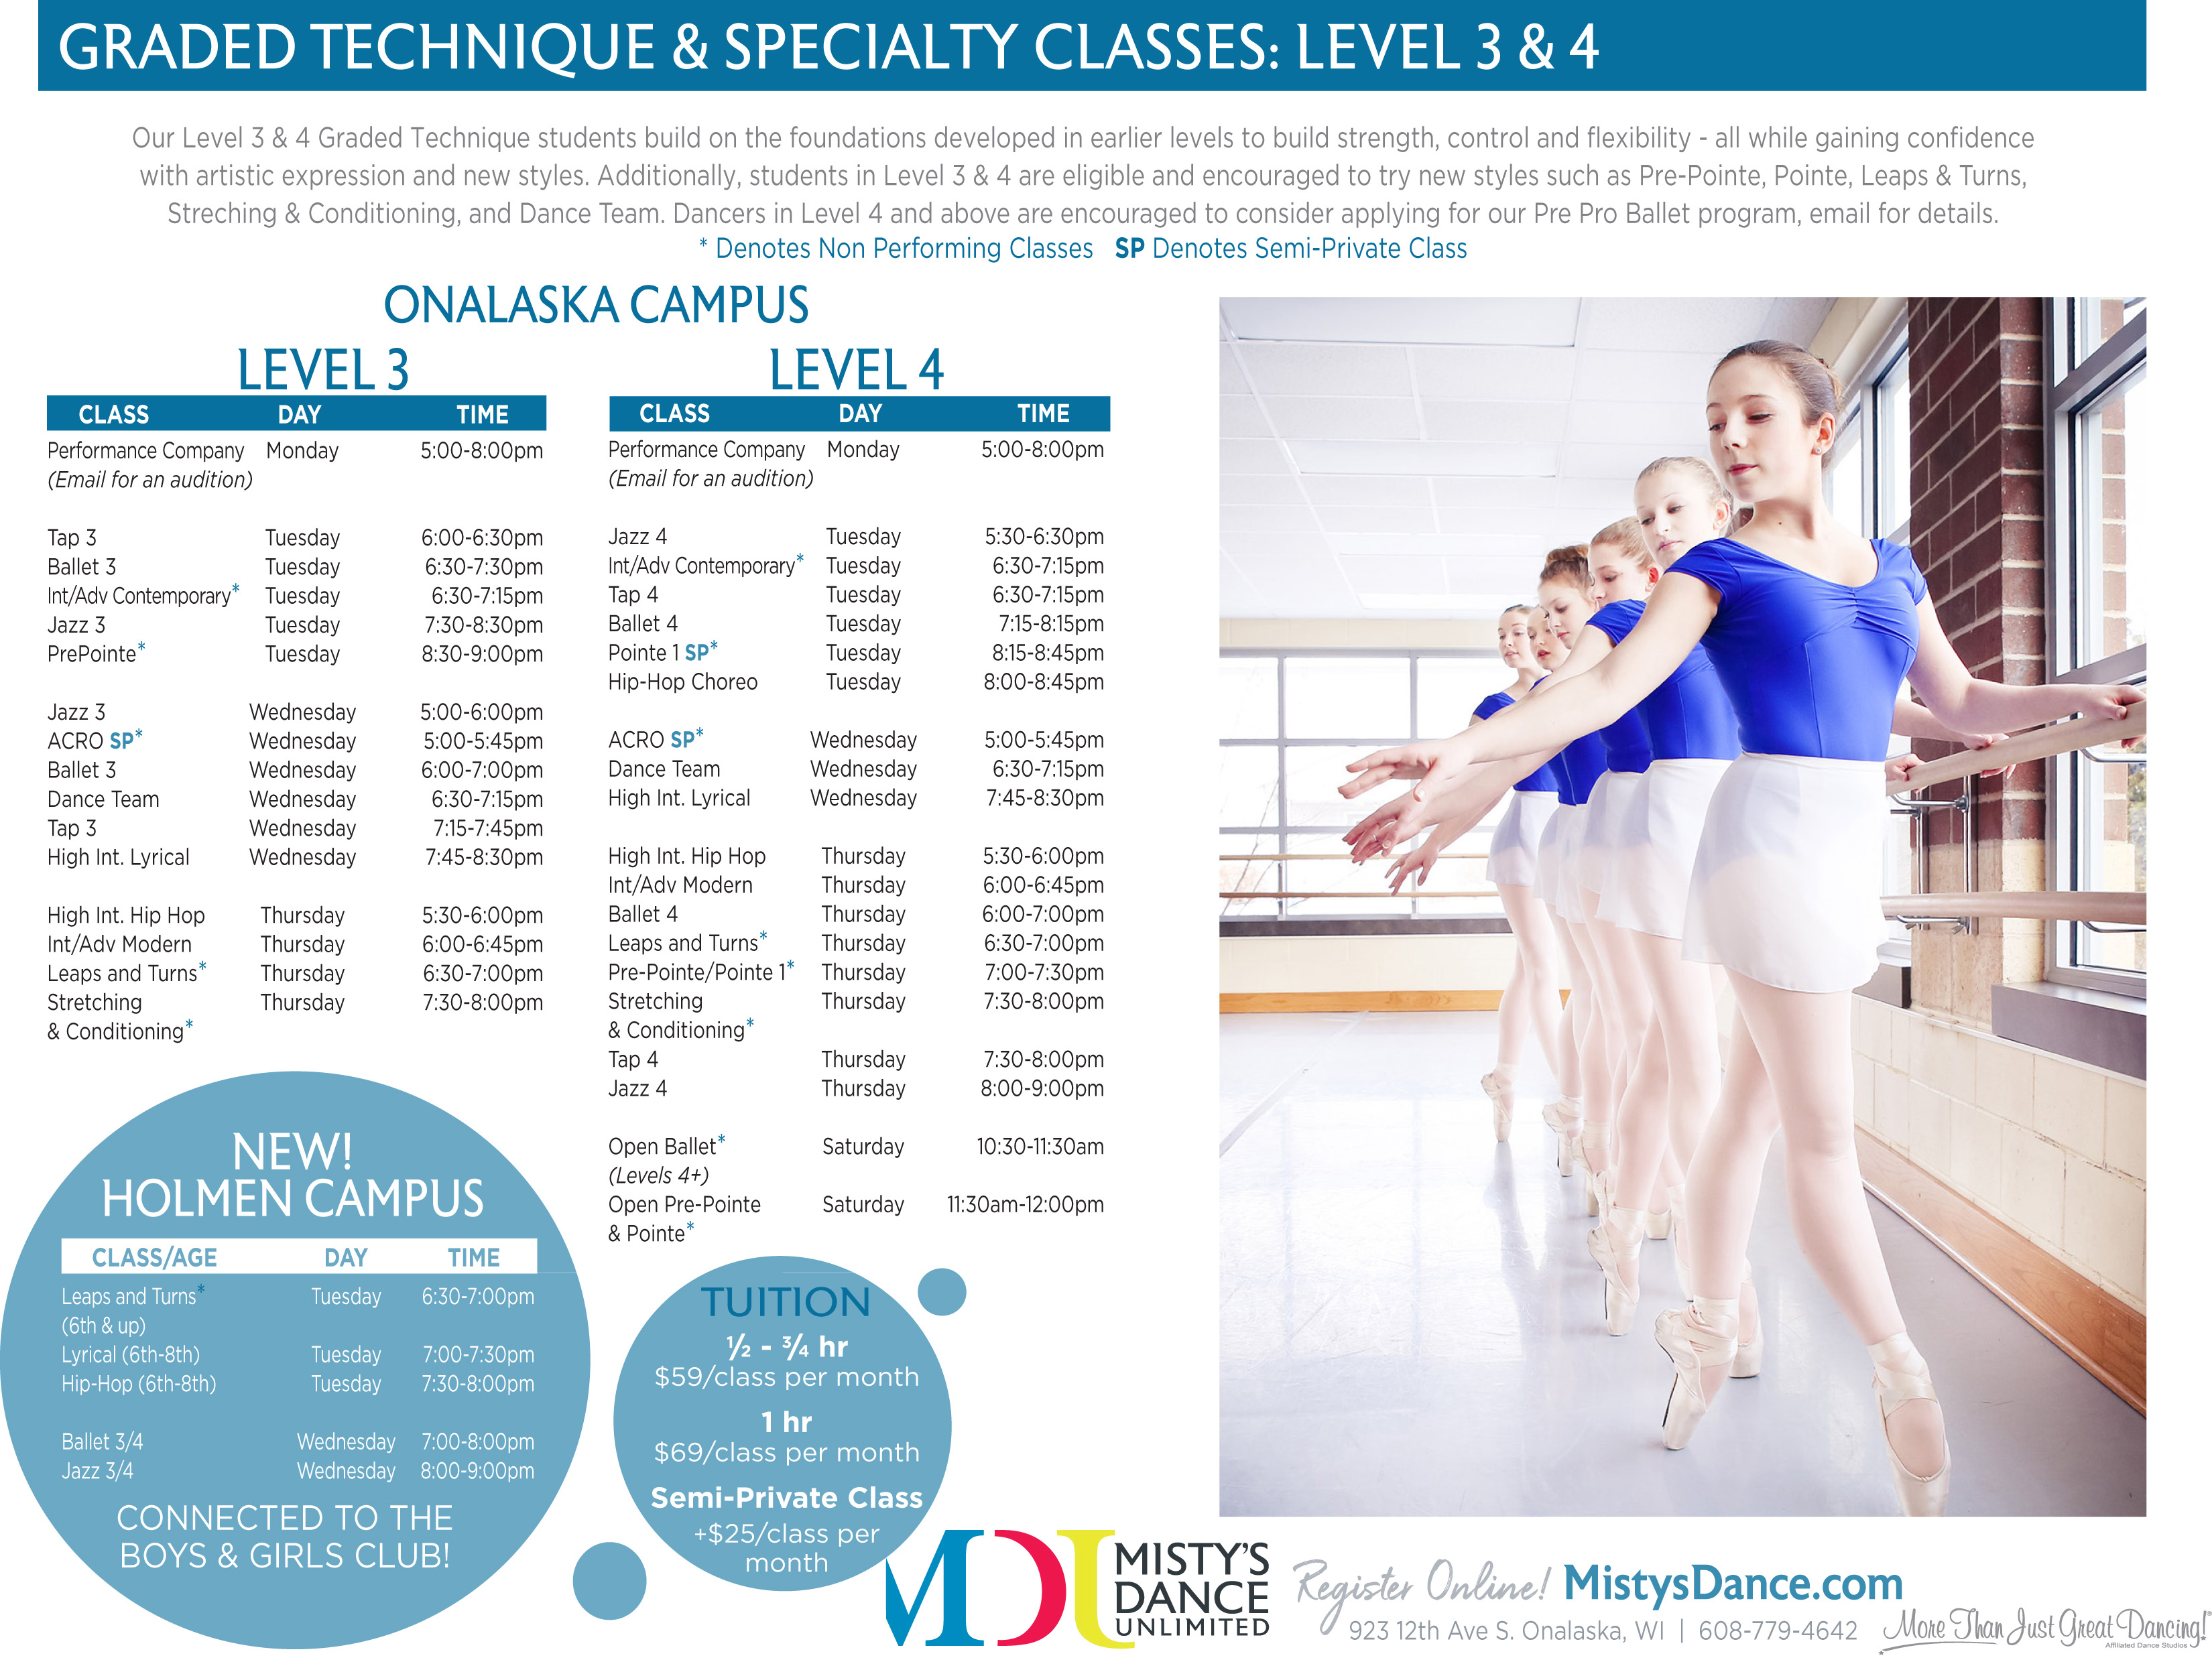 GRADED TECHNIQUE & SPECIALTY CLASSES: LEVEL 3 & 4
Our Level 3 & 4 Graded Technique students build on the foundations developed in earlier levels to build strength, control and flexibility - all while gaining confidence
with artistic expression and new styles. Additionally, students in Level 3 & 4 are eligible and encouraged to try new styles such as Pre-Pointe, Pointe, Leaps & Turns,
Streching & Conditioning, and Dance Team. Dancers in Level 4 and above are encouraged to consider applying for our Pre Pro Ballet program, email for details.
* Denotes Non Performing Classes SP Denotes Semi-Private Class
ONALASKA CAMPUS
LEVEL 3
CLASS DAY TIME
Performance Company Monday 5:00-8:00pm
(Email for an audition)
Tap 3 Tuesday 6:00-6:30pm
Ballet 3 Tuesday 6:30-7:30pm
Int/Adv Contemporary* Tuesday 6:30-7:15pm
Jazz 3 Tuesday 7:30-8:30pm
PrePointe* Tuesday 8:30-9:00pm
Jazz 3 Wednesday 5:00-6:00pm
ACRO SP* Wednesday 5:00-5:45pm
Ballet 3 Wednesday 6:00-7:00pm
Dance Team Wednesday 6:30-7:15pm
Tap 3 Wednesday 7:15-7:45pm
High Int. Lyrical Wednesday 7:45-8:30pm
High Int. Hip Hop Thursday 5:30-6:00pm
Int/Adv Modern Thursday 6:00-6:45pm
Leaps and Turns* Thursday 6:30-7:00pm
Stretching Thursday 7:30-8:00pm
& Conditioning*
LEVEL 4
CLASS DAY TIME
Performance Company Monday 5:00-8:00pm
(Email for an audition)
Jazz 4 Tuesday 5:30-6:30pm
Int/Adv Contemporary* Tuesday 6:30-7:15pm
Tap 4 Tuesday 6:30-7:15pm
Ballet 4 Tuesday 7:15-8:15pm
Pointe 1 SP* Tuesday 8:15-8:45pm
Hip-Hop Choreo Tuesday 8:00-8:45pm
ACRO SP* Wednesday 5:00-5:45pm
Dance Team Wednesday 6:30-7:15pm
High Int. Lyrical Wednesday 7:45-8:30pm
High Int. Hip Hop Thursday 5:30-6:00pm
Int/Adv Modern Thursday 6:00-6:45pm
Ballet 4 Thursday 6:00-7:00pm
Leaps and Turns* Thursday 6:30-7:00pm
Pre-Pointe/Pointe 1* Thursday 7:00-7:30pm
Stretching Thursday 7:30-8:00pm
& Conditioning*
Tap 4 Thursday 7:30-8:00pm
Jazz 4 Thursday 8:00-9:00pm
Open Ballet* Saturday 10:30-11:30am
(Levels 4+)
Open Pre-Pointe Saturday 11:30am-12:00pm
& Pointe*
NEW!
HOLMEN CAMPUS
CLASS/AGE DAY TIME
Leaps and Turns* Tuesday 6:30-7:00pm
(6th & up)
Lyrical (6th-8th) Tuesday 7:00-7:30pm
Hip-Hop (6th-8th) Tuesday 7:30-8:00pm
Ballet 3/4 Wednesday 7:00-8:00pm
Jazz 3/4 Wednesday 8:00-9:00pm
CONNECTED TO THE
BOYS & GIRLS CLUB!
TUITION
½ - ¾ hr
$59/class per month
1 hr
$69/class per month
Semi-Private Class
+$25/class per
month
MDU
MISTY'S
DANCE
UNLIMITED
Register Online! MistysDance.com
923 12th Ave S. Onalaska, WI | 608-779-4642
More Than Just Great Dancing!®
Affiliated Dance Studios